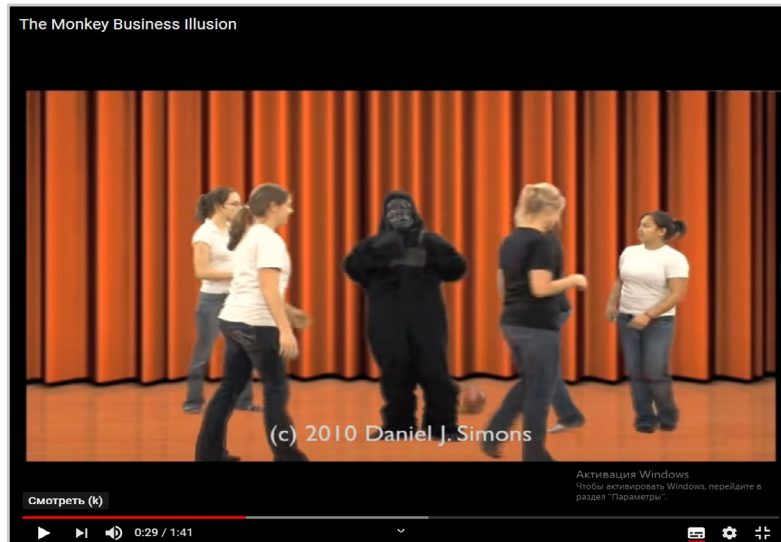 The Monkey Business Illusion
(c) 2010 Daniel J. Simons
Активация Windows
Чтобы активировать Windows, перейдите в
раздел "Параметры".
Смотреть (k)
0:29 / 1:41